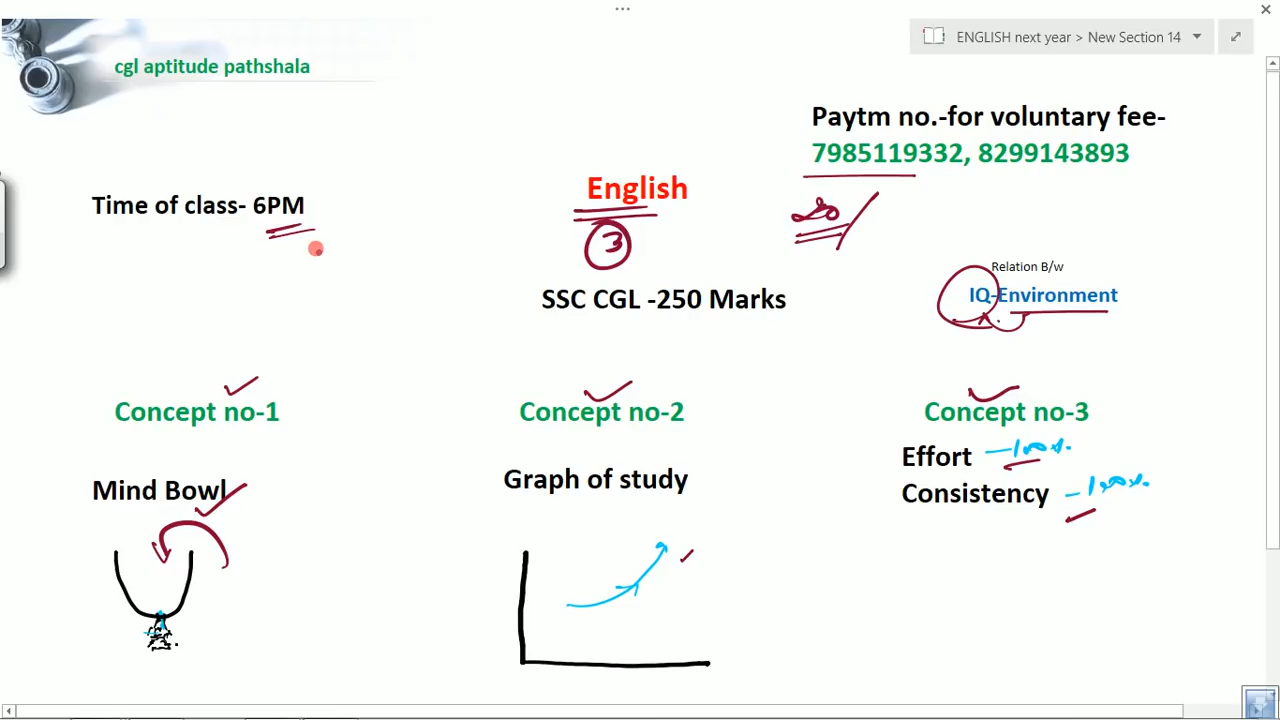 ENGLISH next year > New Section 14
cgl aptitude pathshala
Paytm no.-for voluntary fee-
7985119332, 8299143893
Time of class- 6PM
English
3
SSC CGL -250 Marks
Relation B/w
IQ-Environment
Concept no-1
Concept no-2
Concept no-3
Effort -100%.
Consistency -100%.
Mind Bowl
Graph of study